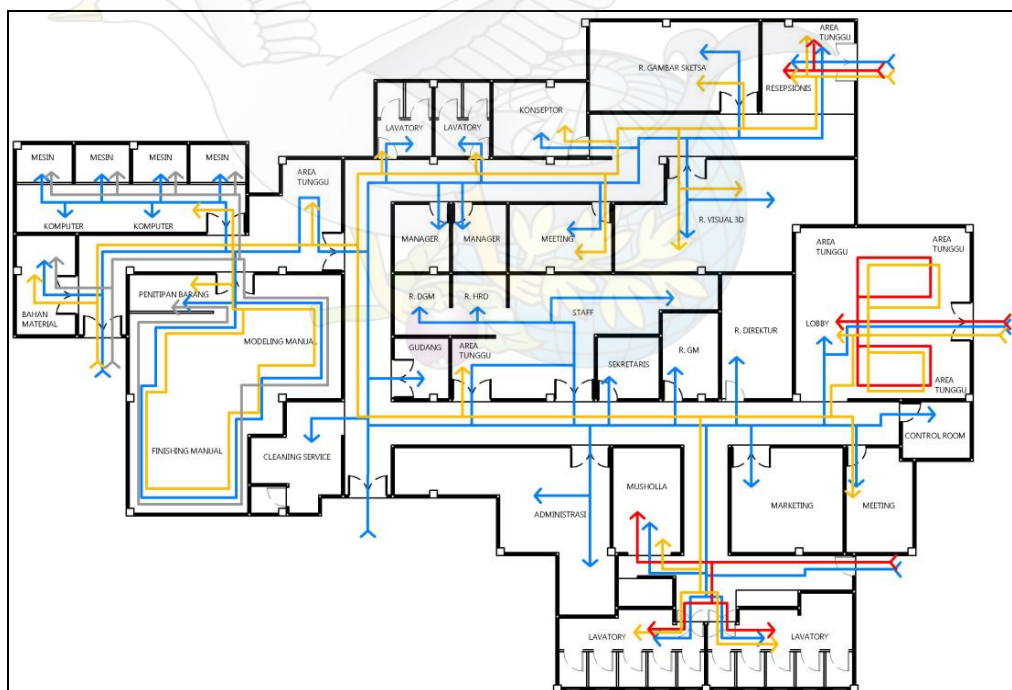 AREA
TUNGGU
R. GAMBAR SKETSA
RESEPSIONIS
LAVATORY
LAVATORY
KONSEPTOR
MESIN
MESIN
MESIN
MESIN
AREA
TUNGGU
KOMPUTER
KOMPUTER
R. VISUAL 3D
MANAGER
MANAGER
MEETING
AREA
TUNGGU
AREA
TUNGGU
PENITIPAN BARANG
R. DGM
R. HRD
STAFF
BAHAN
MATERIAL
MODELING MANUAL
R. DIREKTUR
LOBBY
GUDANG
AREA
TUNGGU
SEKRETARIS
R. GM
AREA
TUNGGU
CONTROL ROOM
FINISHING MANUAL
CLEANING SERVICE
MUSHOLLA
MARKETING
MEETING
ADMINISTRASI
LAVATORY
LAVATORY